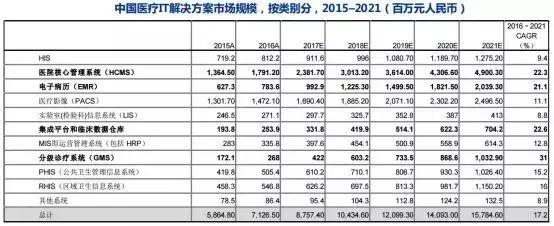 中国医疗IT解决方案市场规模，按类别分，2015–2021（百万元人民币）
2015A 2016A 2017E 2018E 2019E 2020E 2021E 2016-2021 CAGR (%)
HIS 719.2 812.2 911.6 996 1,080.70 1,189.70 1,275.20 9.4
医院核心管理系统（HCMS） 1,364.50 1,791.20 2,381.70 3,013.20 3,614.00 4,306.60 4,900.30 22.3
电子病历（EMR） 627.3 783.6 992.9 1,225.30 1,499.50 1,821.50 2,039.30 21.1
医疗影像（PACS） 1,301.70 1,472.10 1,690.40 1,885.20 2,071.10 2,302.20 2,496.50 11.1
实验室(检验科)信息系统（LIS） 246.5 271.1 297.7 325.7 352.8 387 413 8.8
集成平台和临床数据仓库 193.8 253.9 331.8 419.9 514.1 622.3 704.2 22.6
MIS即运营管理系统（包括 HRP） 283 335.8 397.6 454.1 500.9 558.9 614.3 12.8
分级诊疗系统（GMS） 172.1 268 422 603.2 733.5 868.6 1,032.90 31
PHIS（公共卫生管理信息系统） 419.8 505.4 610.2 710.1 806.7 930.3 1,026.40 15.2
RHIS（区域卫生信息系统） 458.3 546.8 626.2 697.5 813.3 981.7 1,150.20 16
其他系统 78.5 86.4 95.4 104.3 112.8 124.2 132.5 8.9
总计 5,864.80 7,126.50 8,757.40 10,434.60 12,099.30 14,093.00 15,784.60 17.2